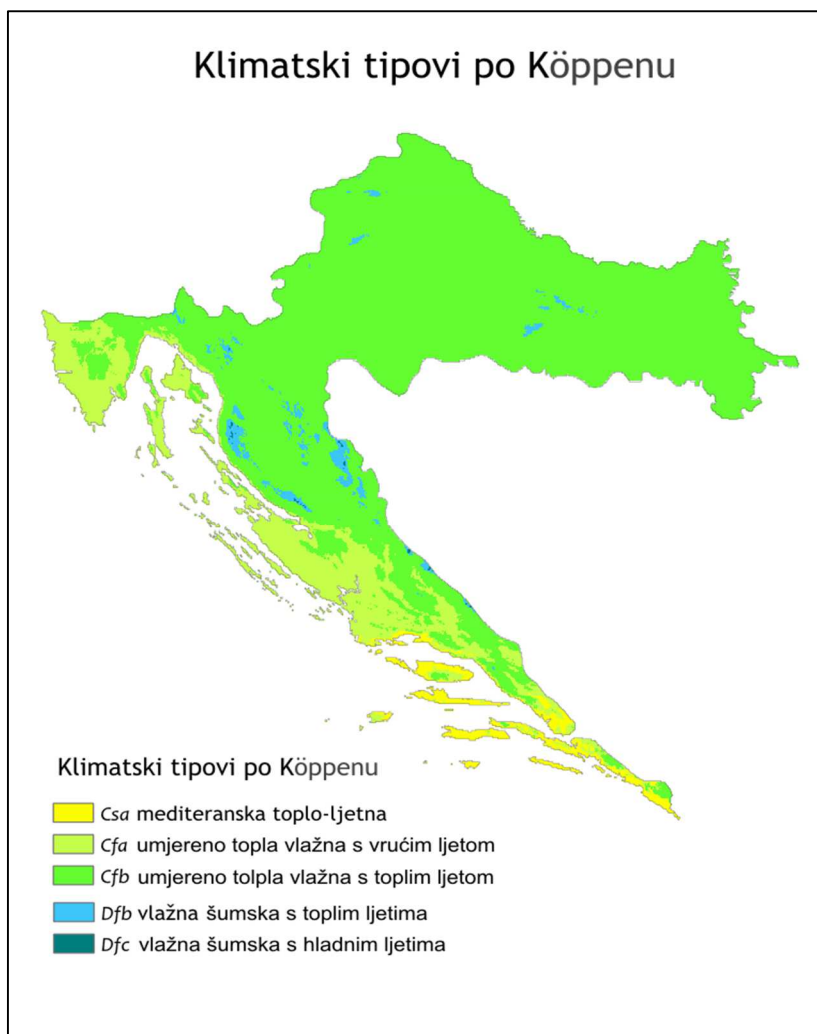 Klimatski tipovi po Köppenu
Klimatski tipovi po Köppenu
Csa mediteranska toplo-ljetna
Cfa umjereno topla vlažna s vrućim ljetom
Cfb umjereno tolpla vlažna s toplim ljetom
Dfb vlažna šumska s toplim ljetima
Dfc vlažna šumska s hladnim ljetima